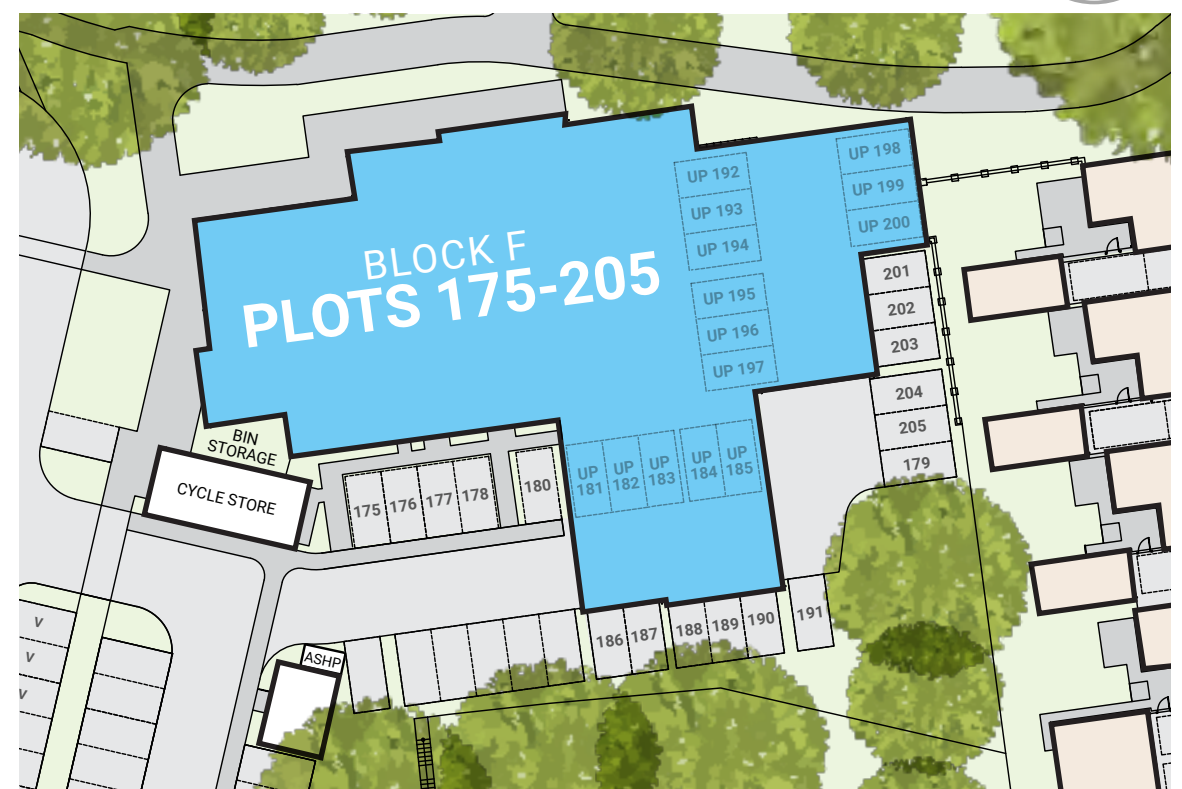 UP 198
UP 199
UP 200
UP 192
UP 193
UP 194
BLOCK F
PLOTS 175-205
UP 195
UP 196
UP 197
201
202
203
204
205
179
BIN
STORAGE
CYCLE STORE
175
176
177
178
180
UP
181
UP
182
UP
183
UP
184
UP
185
186
187
188
189
190
191
V
V
V
ASHP